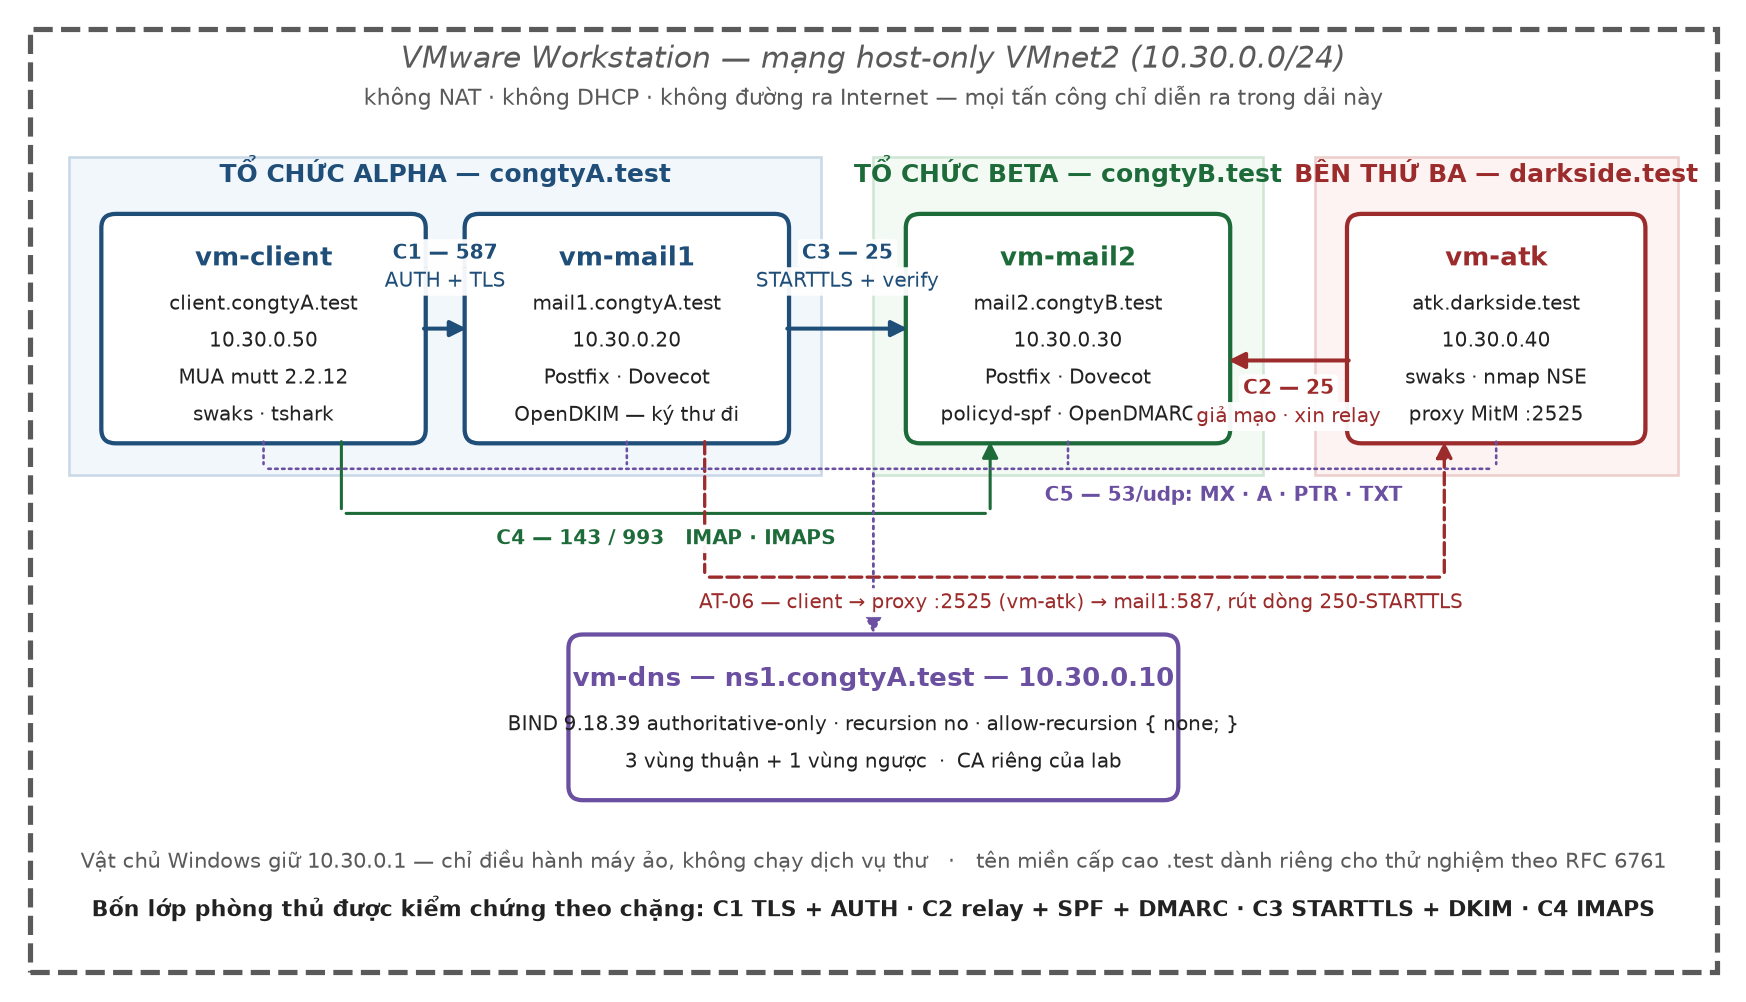 VMware Workstation — mạng host-only VMnet2 (10.30.0.0/24)
không NAT · không DHCP · không đường ra Internet — mọi tấn công chỉ diễn ra trong dải này
TỔ CHỨC ALPHA — congtyA.test
vm-client
client.congtyA.test
10.30.0.50
MUA mutt 2.2.12
swaks · tshark
C1 — 587
AUTH + TLS
vm-mail1
mail1.congtyA.test
10.30.0.20
Postfix · Dovecot
OpenDKIM — ký thư đi
C3 — 25
STARTTLS + verify
TỔ CHỨC BETA — congtyB.test
vm-mail2
mail2.congtyB.test
10.30.0.30
Postfix · Dovecot
policyd-spf · OpenDMARC
C2 — 25
giả mạo · xin relay
BÊN THỨ BA — darkside.test
vm-atk
atk.darkside.test
10.30.0.40
swaks · nmap NSE
proxy MitM :2525
C5 — 53/udp: MX · A · PTR · TXT
C4 — 143 / 993   IMAP · IMAPS
AT-06 — client → proxy :2525 (vm-atk) → mail1:587, rút dòng 250-STARTTLS
vm-dns — ns1.congtyA.test — 10.30.0.10
BIND 9.18.39 authoritative-only · recursion no · allow-recursion { none; }
3 vùng thuận + 1 vùng ngược · CA riêng của lab
Vật chủ Windows giữ 10.30.0.1 — chỉ điều hành máy ảo, không chạy dịch vụ thư · tên miền cấp cao .test dành riêng cho thử nghiệm theo RFC 6761
Bốn lớp phòng thủ được kiểm chứng theo chặng: C1 TLS + AUTH · C2 relay + SPF + DMARC · C3 STARTTLS + DKIM · C4 IMAPS